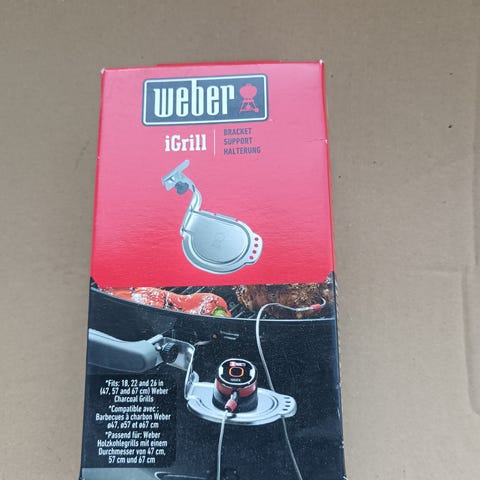 weber
iGrill
BRACKET
SUPPORT
HALTERUNG
*Fits: 18, 22 and 26 in
(47, 57 and 67 cm) Weber
Charcoal Grills
*Compatible avec :
Barbecues à charbon Weber
ø47, ø57 et ø67 cm
*Passend für: Weber
Holzkohlegrills mit einem
Durchmesser von 47 cm,
57 cm und 67 cm